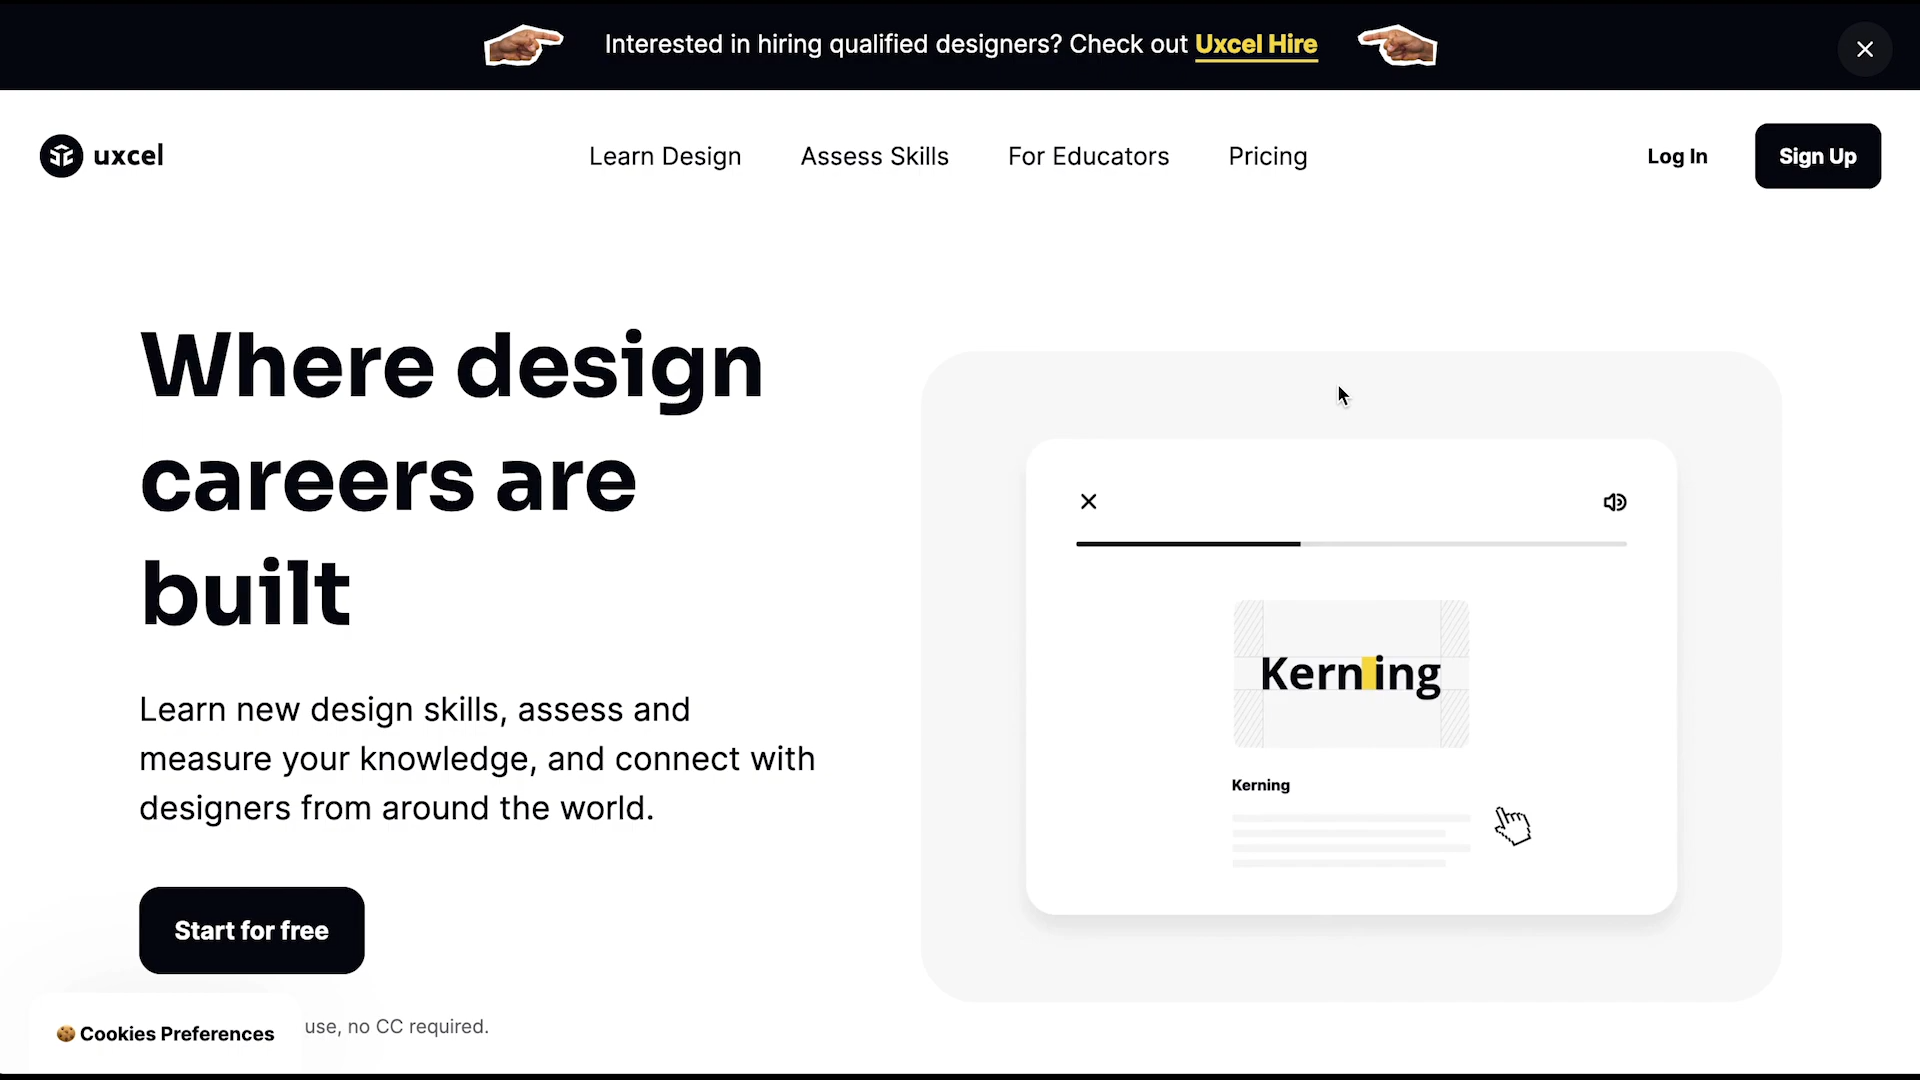 Interested in hiring qualified designers? Check out Uxcel Hire
uxcel
Learn Design
Assess Skills
For Educators
Pricing
Log In
Sign Up
Where design
careers are
built
Learn new design skills, assess and
measure your knowledge, and connect with
designers from around the world.
Start for free
use, no CC required.
🍪 Cookies Preferences
Kerning
Kerning